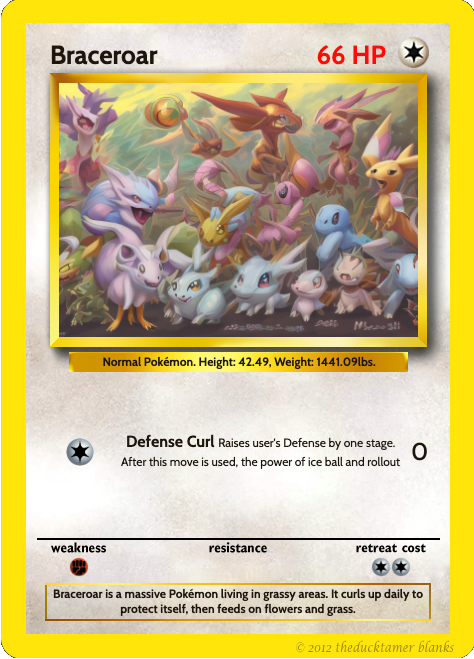 Braceroar 66 HP
Normal Pokémon. Height: 42.49, Weight: 1441.09lbs.
Defense Curl Raises user's Defense by one stage. 0
After this move is used, the power of ice ball and rollout
weakness resistance retreat cost
Braceroar is a massive Pokémon living in grassy areas. It curls up daily to
protect itself, then feeds on flowers and grass.
© 2012 theducktamer blanks